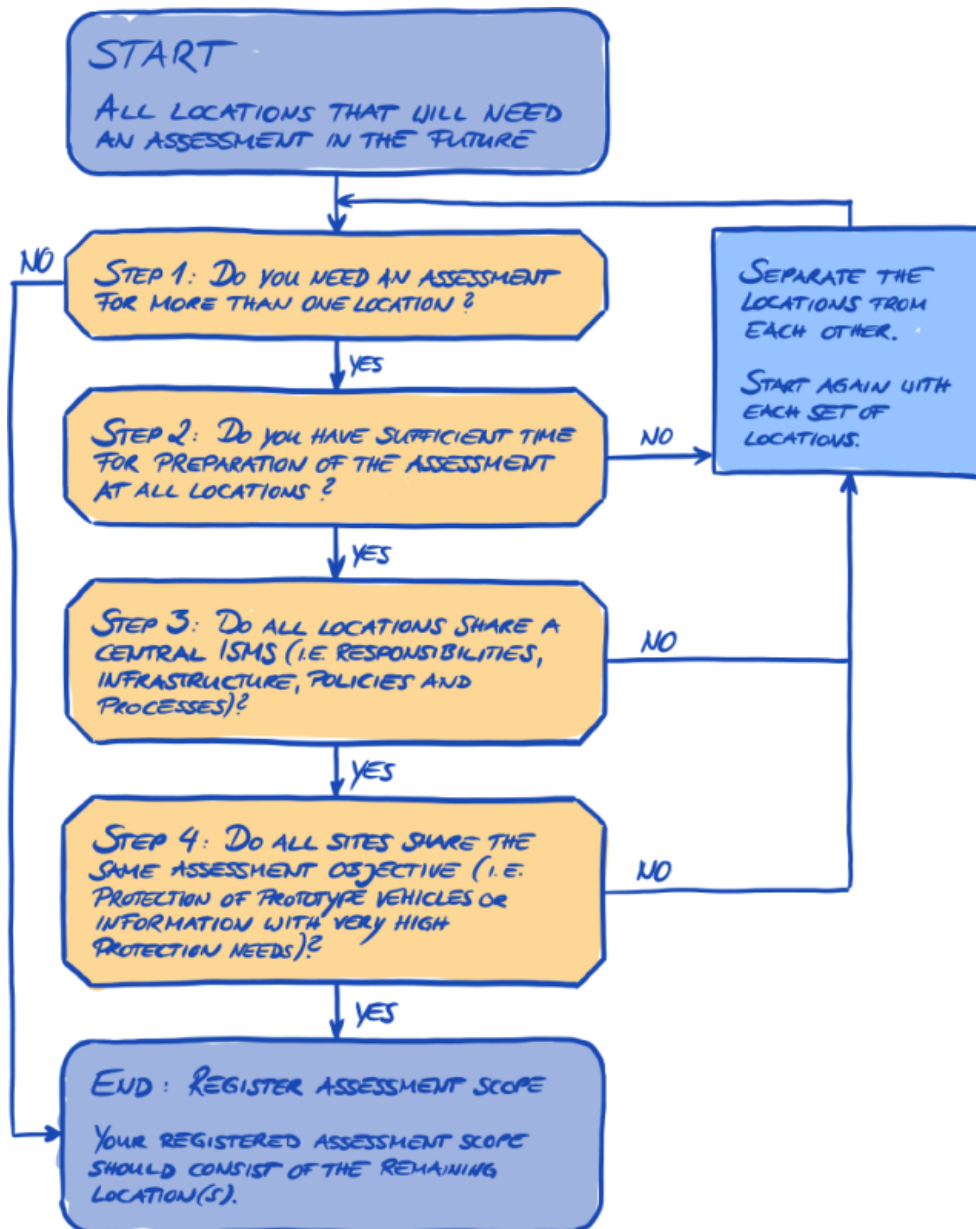 START
ALL LOCATIONS THAT WILL NEED
AN ASSESSMENT IN THE FUTURE
NO
STEP 1: DO YOU NEED AN ASSESSMENT
FOR MORE THAN ONE LOCATION?
YES
SEPARATE THE
LOCATIONS FROM
EACH OTHER.
START AGAIN WITH
EACH SET OF
LOCATIONS.
STEP 2: DO YOU HAVE SUFFICIENT TIME
FOR PREPARATION OF THE ASSESSMENT
AT ALL LOCATIONS?
NO
YES
STEP 3: DO ALL LOCATIONS SHARE A
CENTRAL ISMS (I.E. RESPONSIBILITIES,
INFRASTRUCTURE, POLICIES AND
PROCESSES)?
NO
YES
STEP 4: DO ALL SITES SHARE THE
SAME ASSESSMENT OBJECTIVE (I.E.
PROTECTION OF PROTOTYPE VEHICLES OR
INFORMATION WITH VERY HIGH
PROTECTION NEEDS)?
NO
YES
END: REGISTER ASSESSMENT SCOPE
YOUR REGISTERED ASSESSMENT SCOPE
SHOULD CONSIST OF THE REMAINING
LOCATION(S).